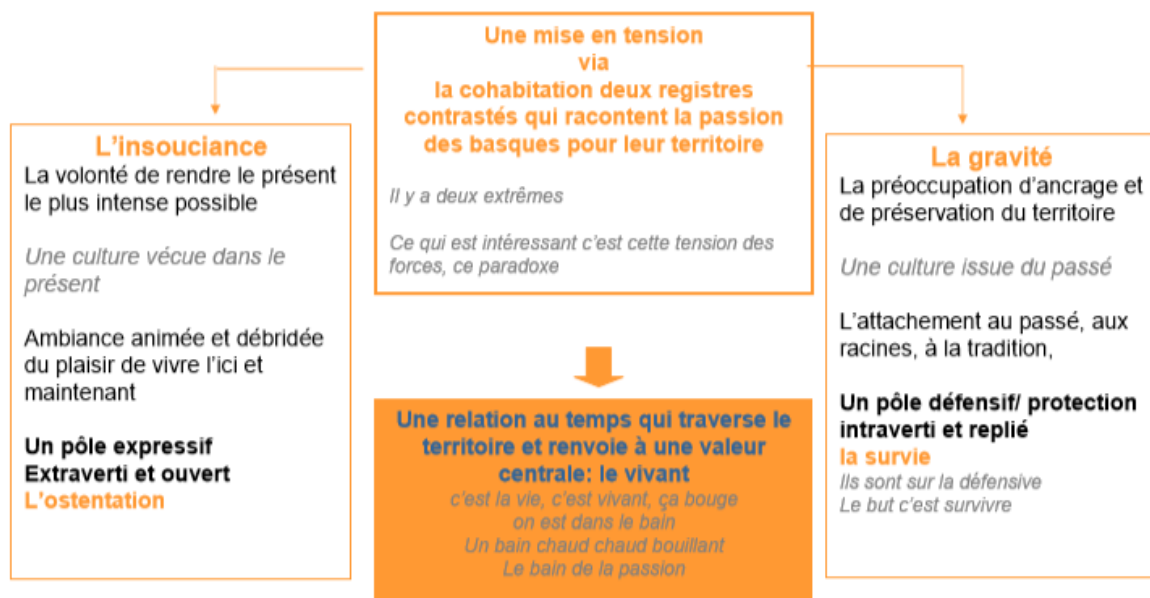 Une mise en tension
via
la cohabitation deux registres
contrastés qui racontent la passion
des basques pour leur territoire
Il y a deux extrêmes
Ce qui est intéressant c'est cette tension des
forces, ce paradoxe
L'insouciance
La volonté de rendre le présent
le plus intense possible
Une culture vécue dans le
présent
Ambiance animée et débridée
du plaisir de vivre l'ici et
maintenant
Un pôle expressif
Extraverti et ouvert
L'ostentation
La gravité
La préoccupation d'ancrage et
de préservation du territoire
Une culture issue du passé
L'attachement au passé, aux
racines, à la tradition,
Un pôle défensif/ protection
intraverti et replié
la survie
Ils sont sur la défensive
Le but c'est survivre
Une relation au temps qui traverse le
territoire et renvoie à une valeur
centrale: le vivant
c'est la vie, c'est vivant, ça bouge
on est dans le bain
Un bain chaud chaud bouillant
Le bain de la passion